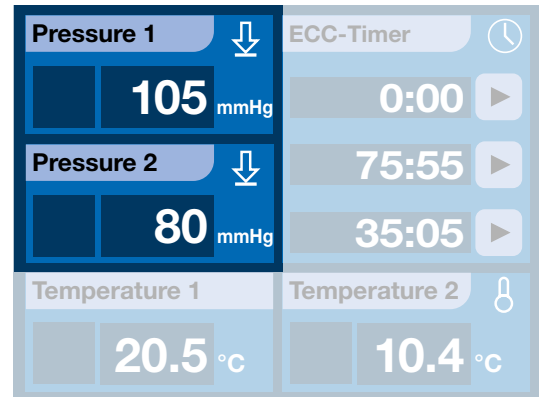 Pressure 1
105 mmHg
Pressure 2
80 mmHg
ECC-Timer
0:00
75:55
35:05
Temperature 1
20.5 °C
Temperature 2
10.4 °C